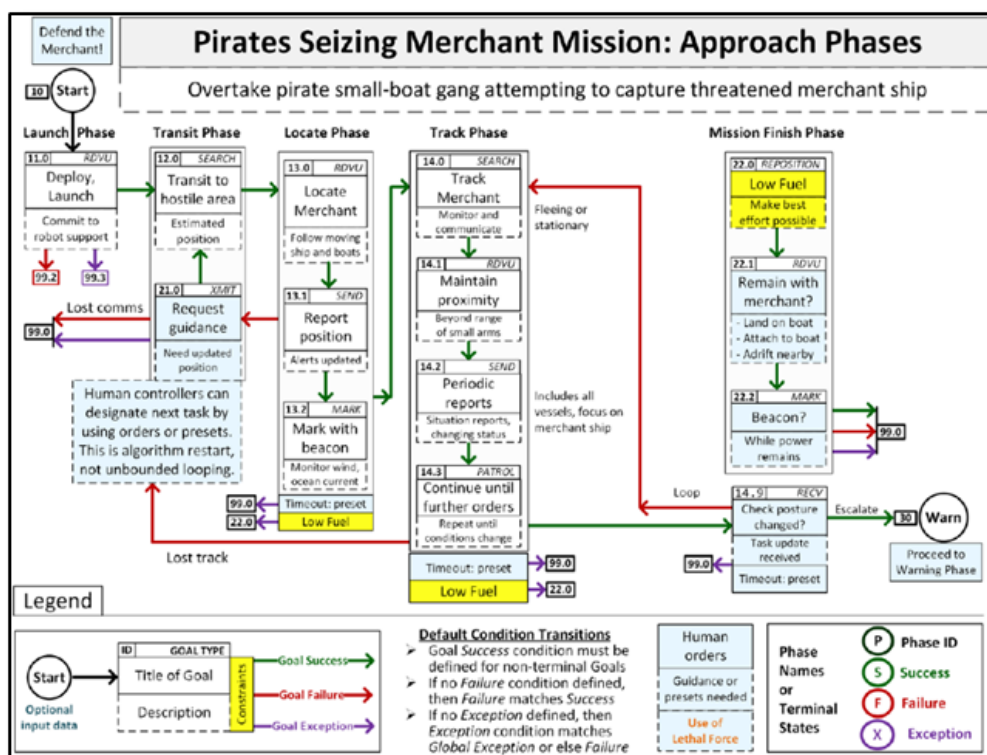 Defend the
Merchant!
Pirates Seizing Merchant Mission: Approach Phases
Overtake pirate small-boat gang attempting to capture threatened merchant ship
10
Start
Launch Phase
11.0
RDVU
Deploy,
Launch
Commit to
robot support
99.2
99.3
Transit Phase
12.0
SEARCH
Transit to
hostile area
Estimated
position
21.0
XMIT
Request
guidance
Need updated
position
Lost comms
99.0
Human controllers can
designate next task by
using orders or presets.
This is algorithm restart,
not unbounded looping.
Locate Phase
13.0
RDVU
Locate
Merchant
Follow moving
ship and boats
13.1
SEND
Report
position
Alerts updated
13.2
MARK
Mark with
beacon
Monitor wind,
ocean current
Timeout: preset
Low Fuel
99.0
22.0
Lost track
Track Phase
14.0
SEARCH
Track
Merchant
Monitor and
communicate
14.1
RDVU
Maintain
proximity
Beyond range
of small arms
14.2
SEND
Periodic
reports
Situation reports,
changing status
14.3
PATROL
Continue until
further orders
Repeat until
conditions change
Timeout: preset
Low Fuel
99.0
22.0
Fleeing or
stationary
Includes all
vessels, focus on
merchant ship
Mission Finish Phase
22.0
REPOSITION
Low Fuel
Make best
effort possible
22.1
RDVU
Remain with
merchant?
- Land on boat
- Attach to boat
- Adrift nearby
22.2
MARK
Beacon?
While power
remains
99.0
Loop
14.9
RECV
Check posture
changed?
Task update
received
Timeout: preset
99.0
Escalate
30
Warn
Proceed to
Warning Phase
Legend
Start
Optional
input data
ID
GOAL TYPE
Title of Goal
Description
Constraints
Goal Success
Goal Failure
Goal Exception
Default Condition Transitions
➤ Goal Success condition must be
defined for non-terminal Goals
➤ If no Failure condition defined,
then Failure matches Success
➤ If no Exception defined, then
Exception condition matches
Global Exception or else Failure
Human
orders
Guidance or
presets needed
Use of
Lethal Force
Phase
Names
or
Terminal
States
P Phase ID
S Success
F Failure
X Exception